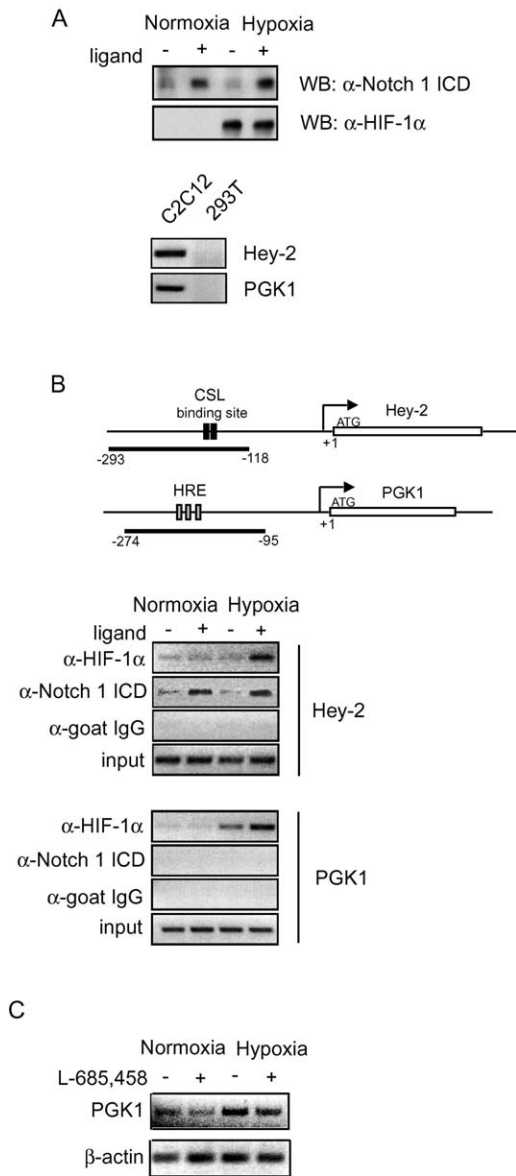 A
Normoxia Hypoxia
ligand - + - +
WB: α-Notch 1 ICD
WB: α-HIF-1α
C2C12 293T
Hey-2
PGK1
B
CSL
binding site
Hey-2
ATG
+1
-293 -118
HRE
PGK1
ATG
+1
-274 -95
Normoxia Hypoxia
ligand - + - +
α-HIF-1α
α-Notch 1 ICD
α-goat IgG
input
Hey-2
α-HIF-1α
α-Notch 1 ICD
α-goat IgG
input
PGK1
C
Normoxia Hypoxia
L-685,458 - + - +
PGK1
β-actin